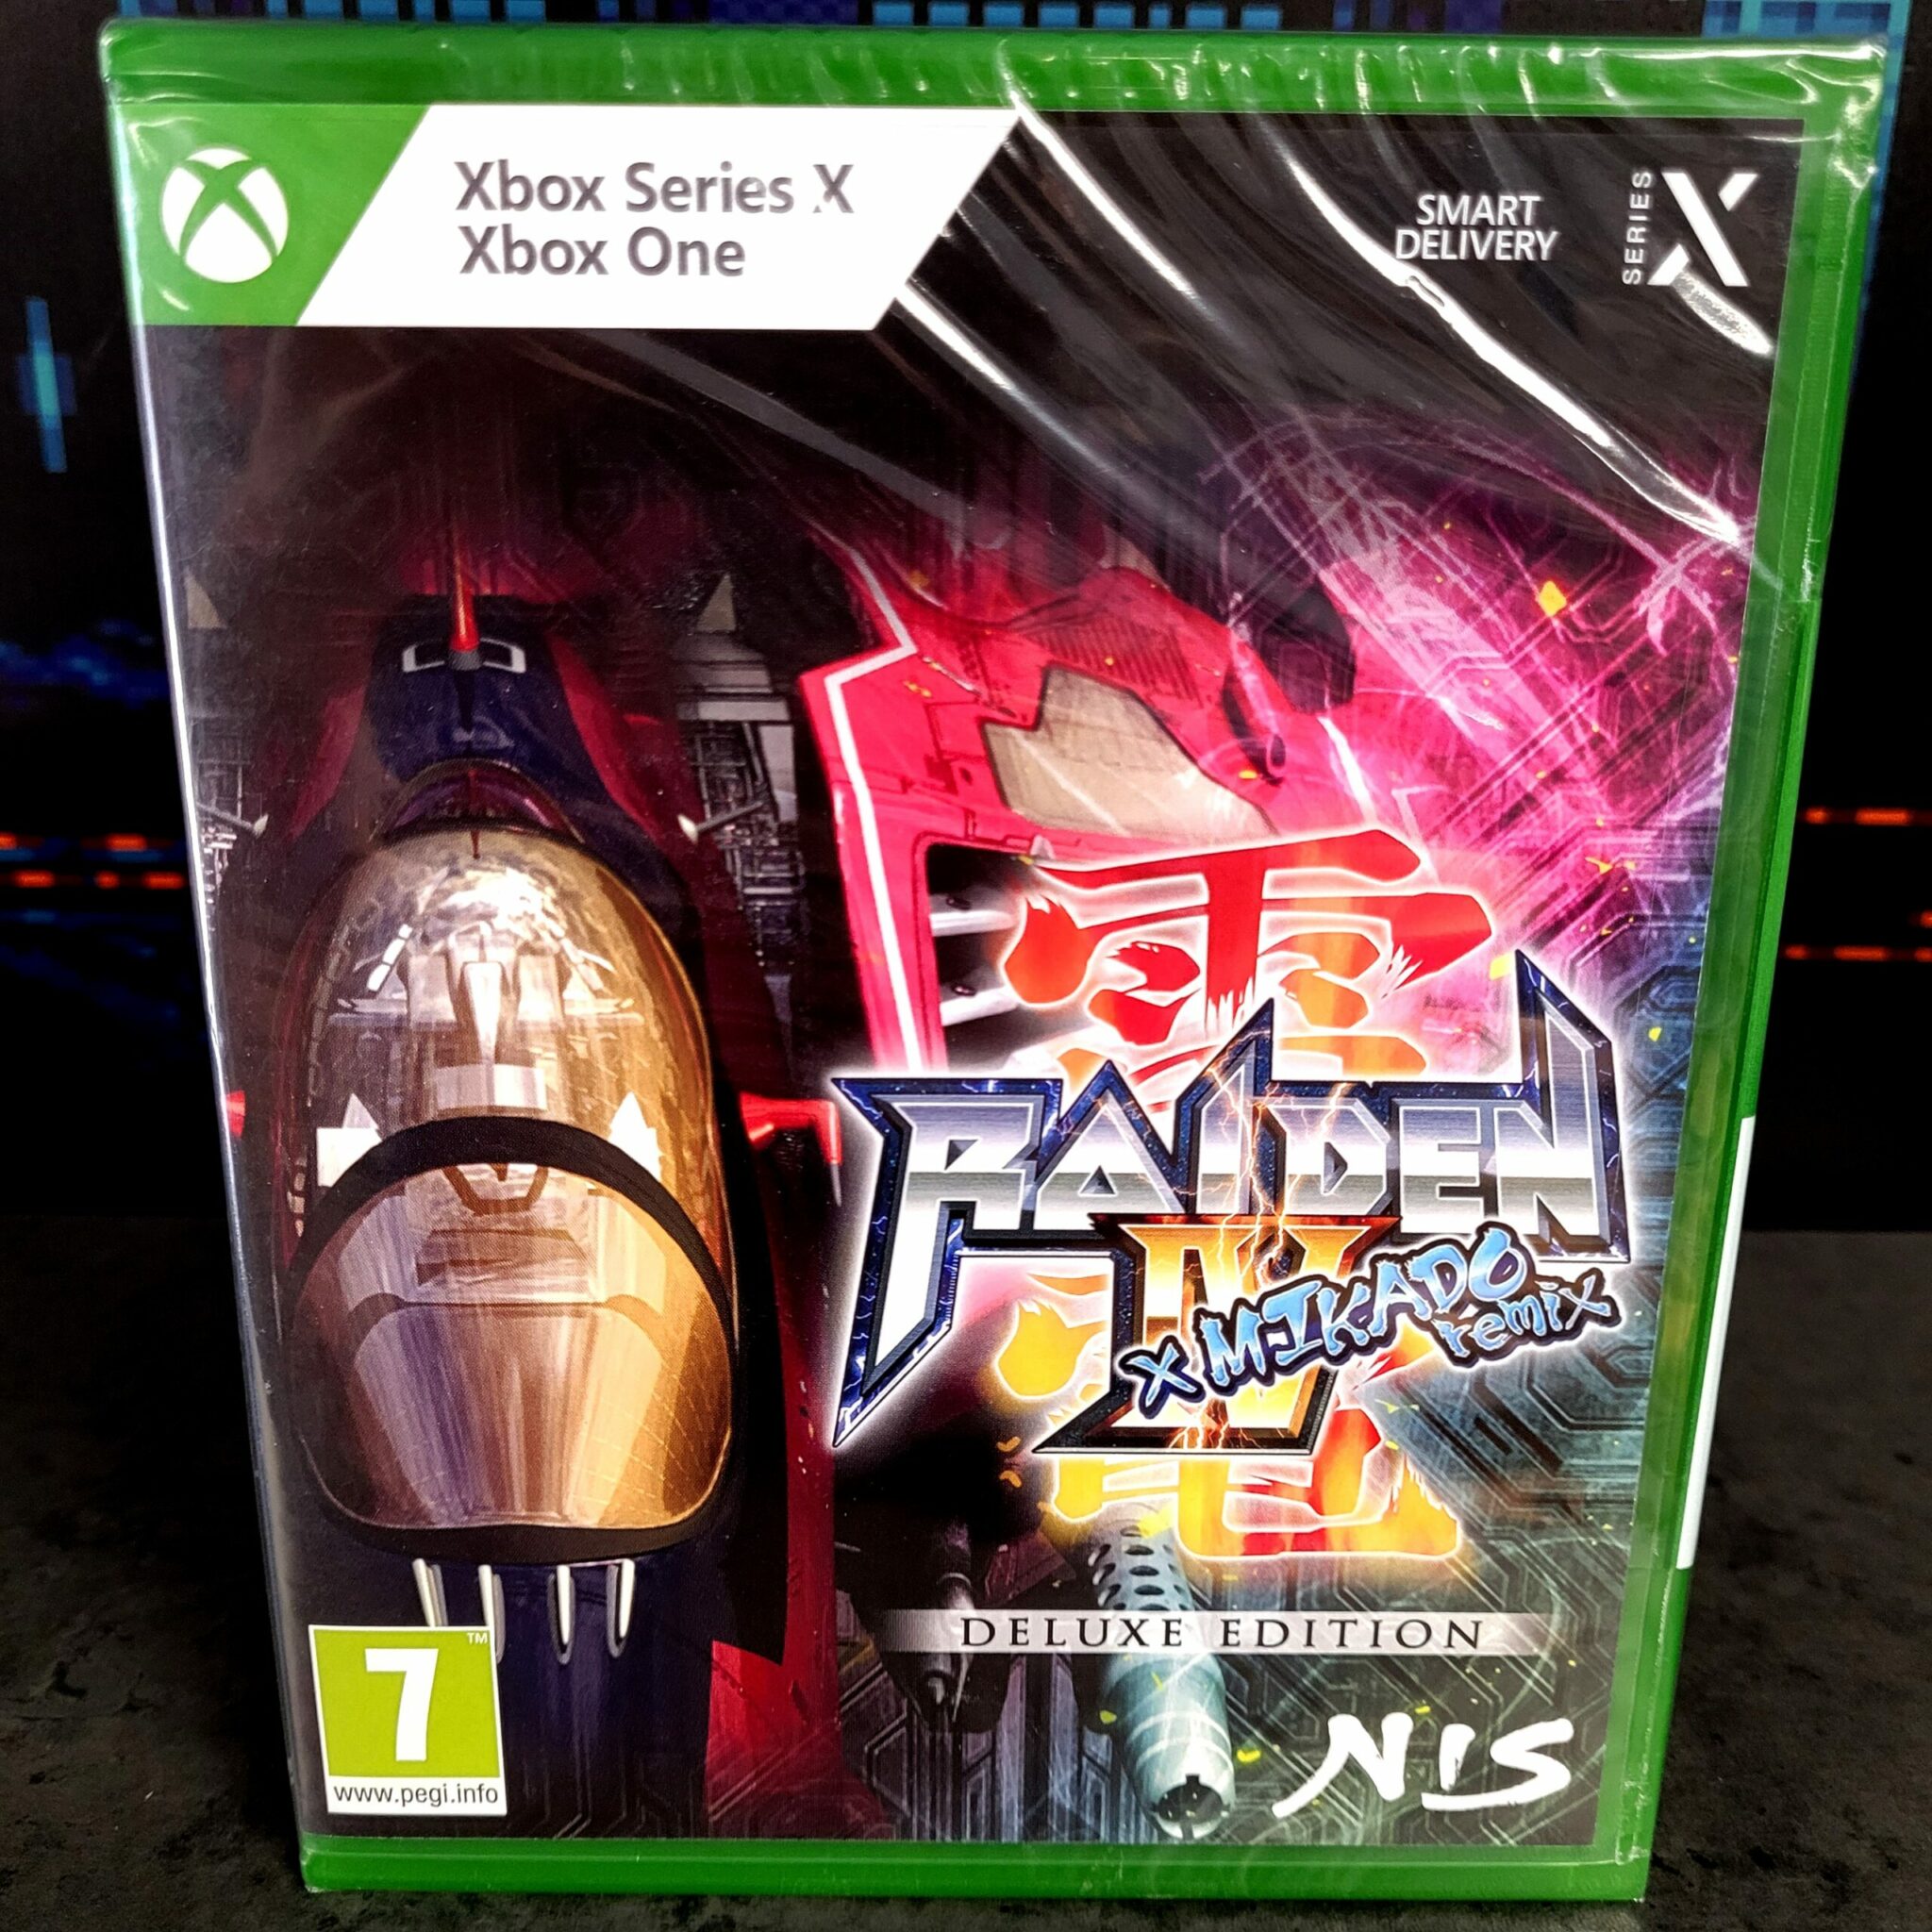 Xbox Series X
Xbox One
SMART
DELIVERY
SERIES X
雷
RAIDEN
IV
x MIKADO
remix
電
DELUXE EDITION
7
TM
www.pegi.info
NIS